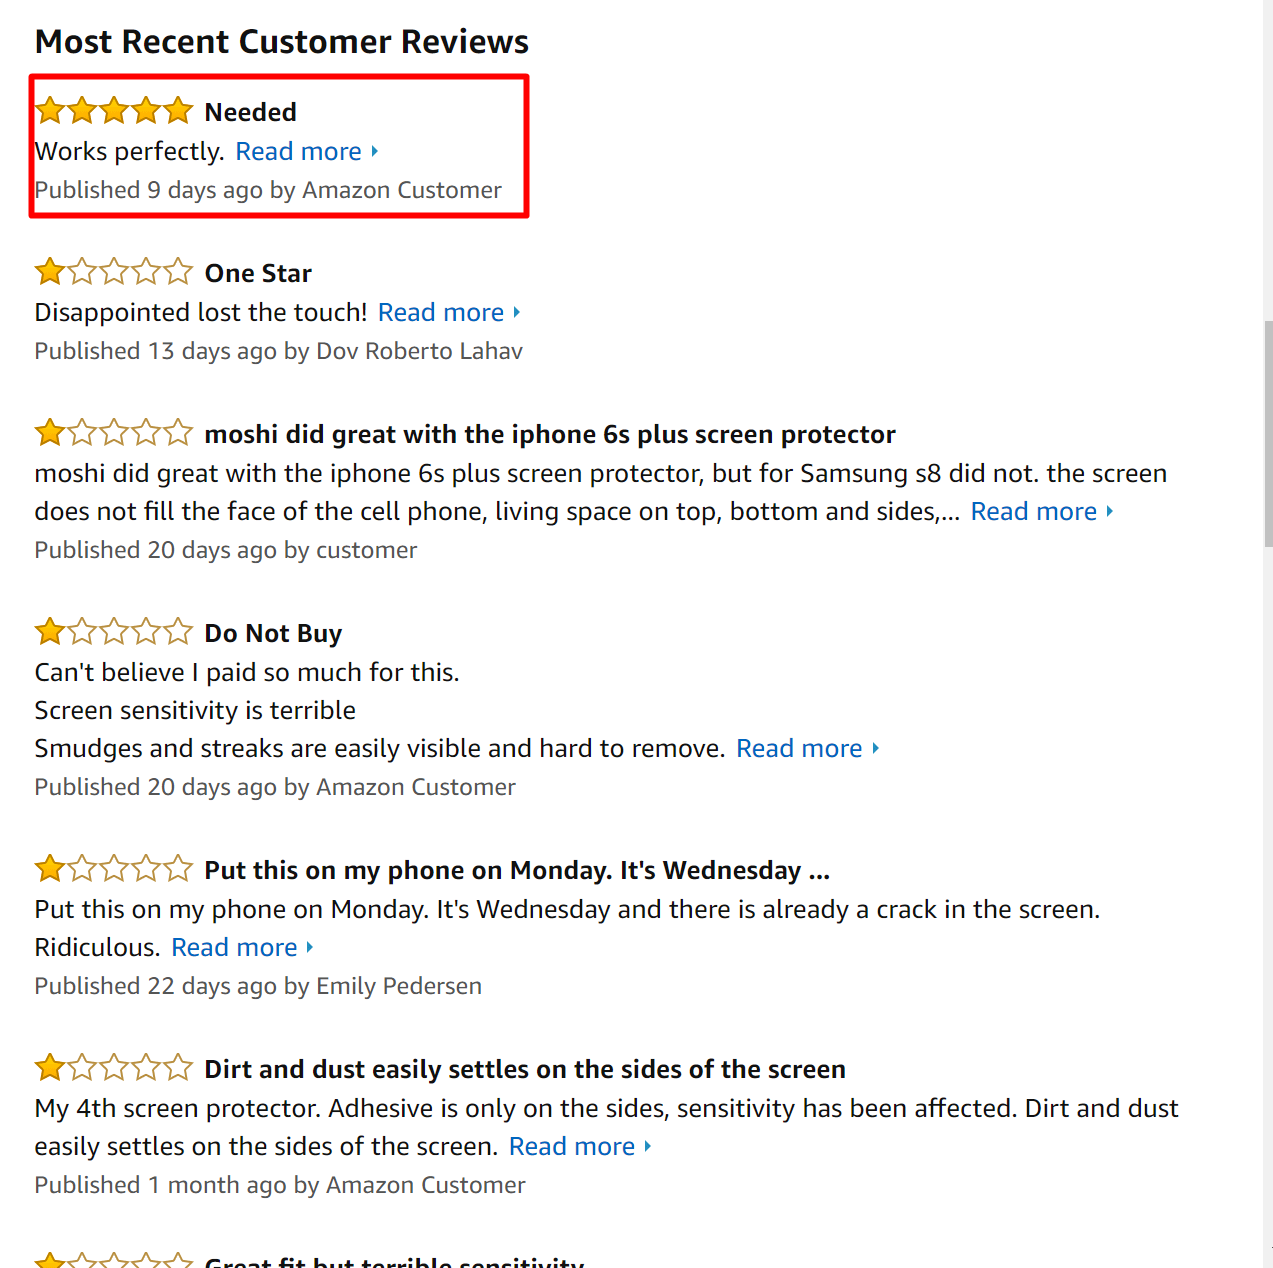 Most Recent Customer Reviews
Needed
Works perfectly. Read more
Published 9 days ago by Amazon Customer
One Star
Disappointed lost the touch! Read more
Published 13 days ago by Dov Roberto Lahav
moshi did great with the iphone 6s plus screen protector
moshi did great with the iphone 6s plus screen protector, but for Samsung s8 did not. the screen
does not fill the face of the cell phone, living space on top, bottom and sides,... Read more
Published 20 days ago by customer
Do Not Buy
Can't believe I paid so much for this.
Screen sensitivity is terrible
Smudges and streaks are easily visible and hard to remove. Read more
Published 20 days ago by Amazon Customer
Put this on my phone on Monday. It's Wednesday ...
Put this on my phone on Monday. It's Wednesday and there is already a crack in the screen.
Ridiculous. Read more
Published 22 days ago by Emily Pedersen
Dirt and dust easily settles on the sides of the screen
My 4th screen protector. Adhesive is only on the sides, sensitivity has been affected. Dirt and dust
easily settles on the sides of the screen. Read more
Published 1 month ago by Amazon Customer
Great fit but terrible sensitivity